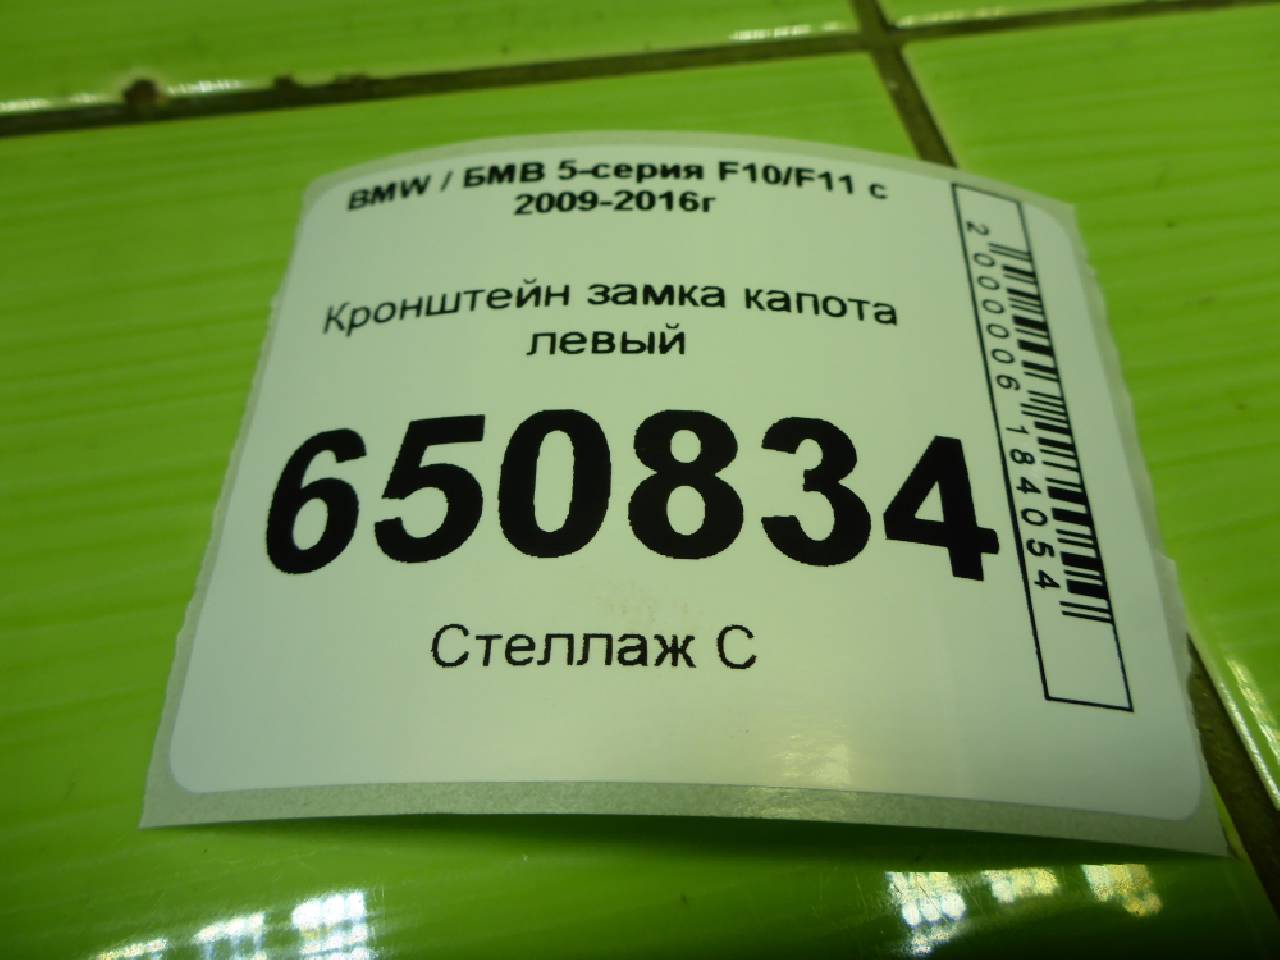 BMW / БМВ 5-серия F10/F11 с
2009-2016г
Кронштейн замка капота
левый
650834
Стеллаж С
2000006184054